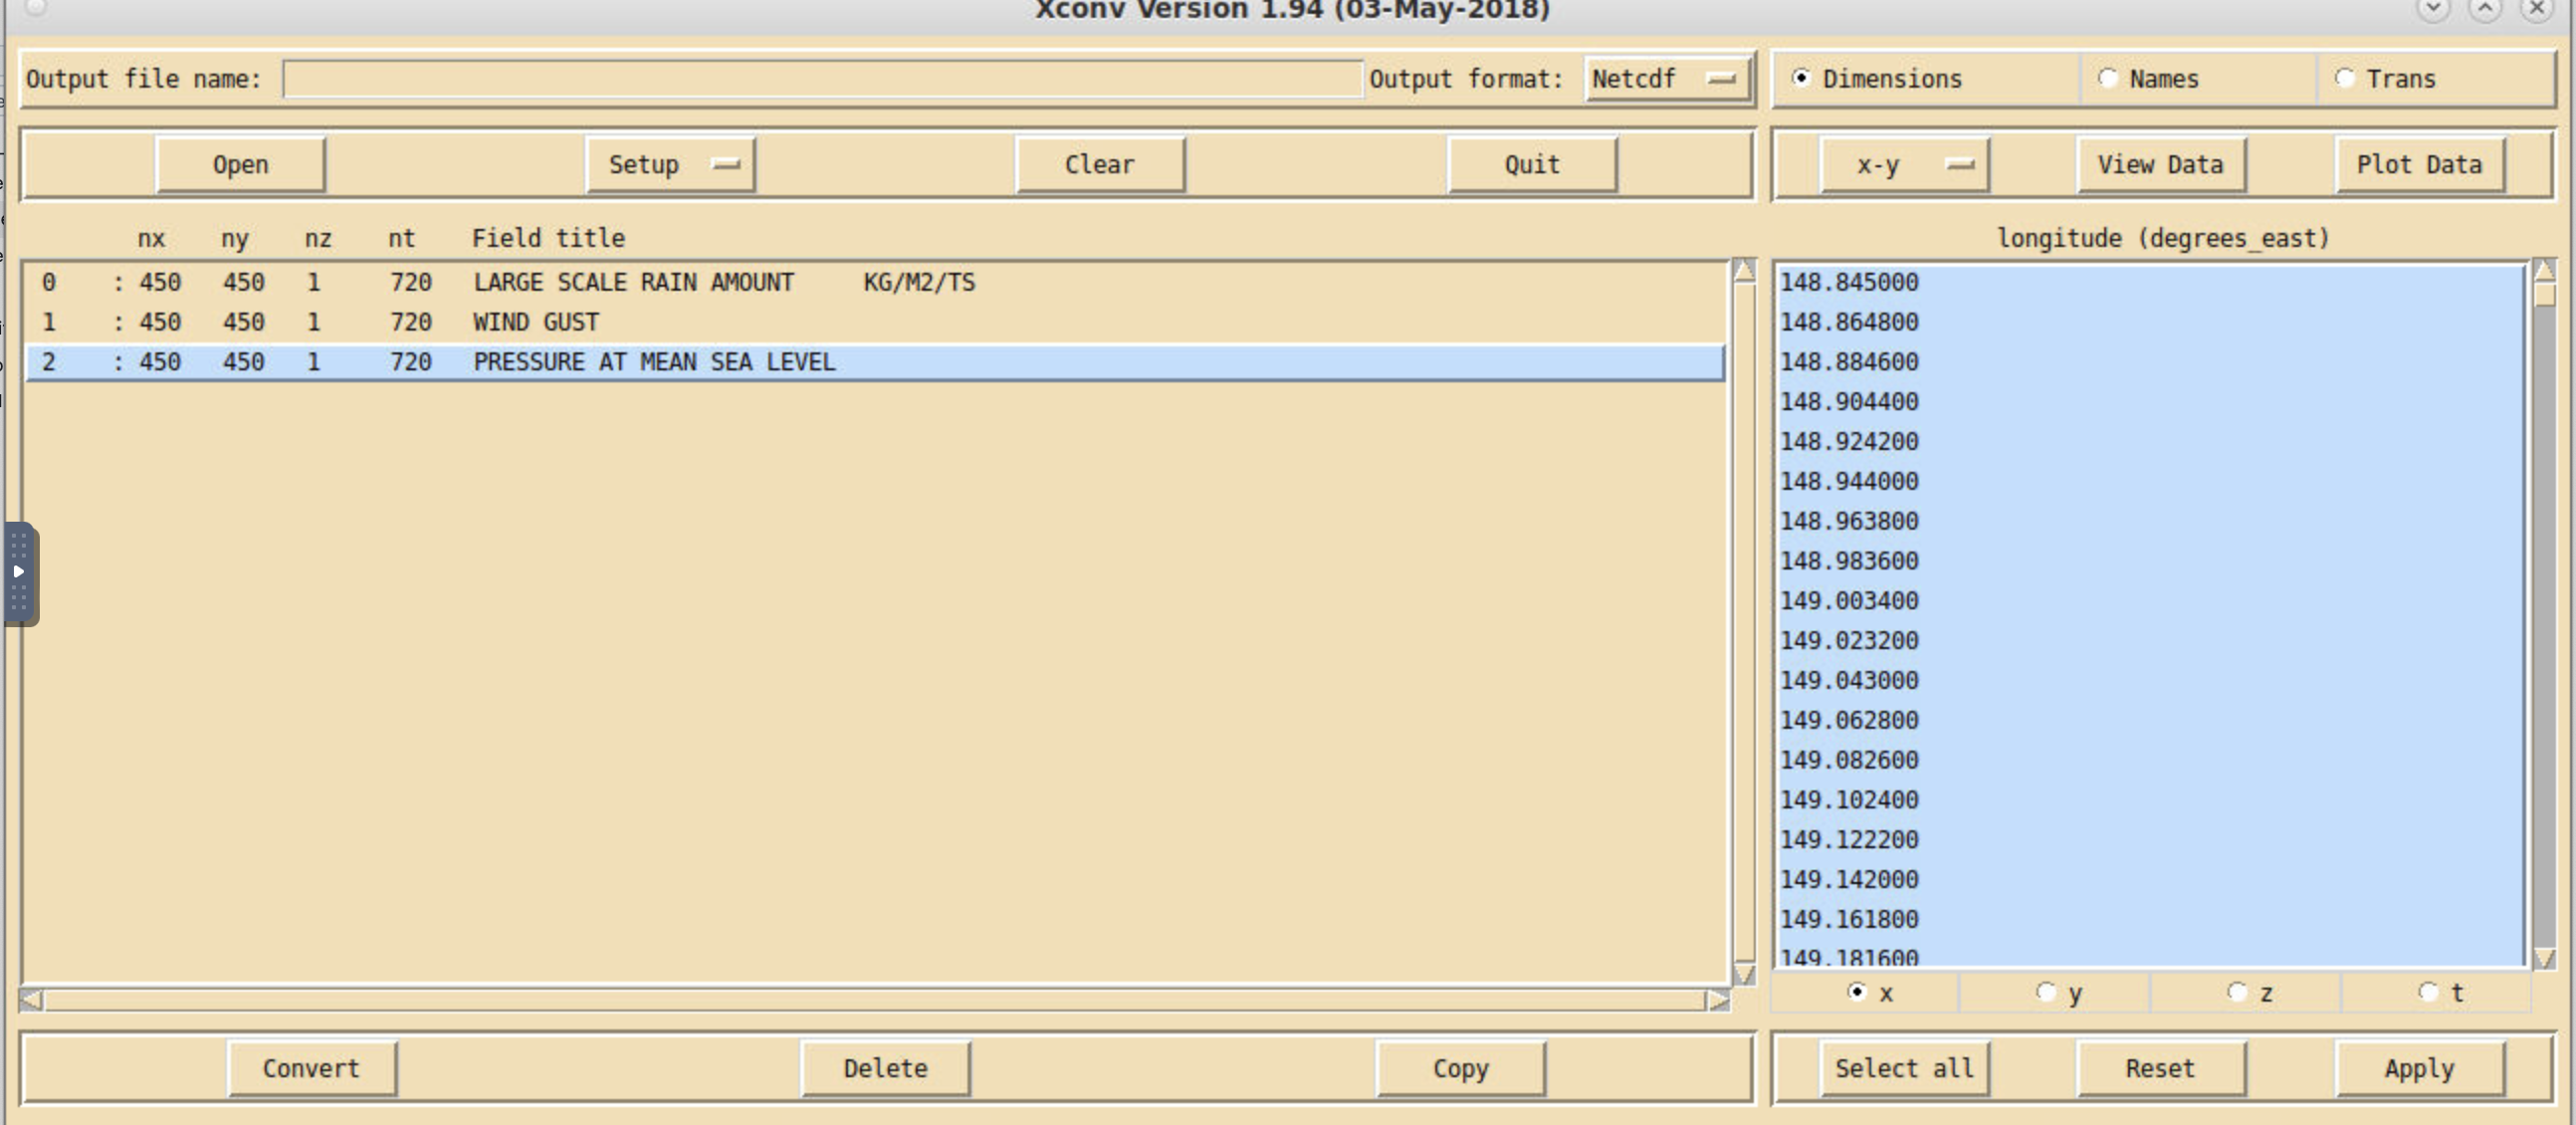 Xconv Version 1.94 (03-May-2018)
Output file name: Output format: Netcdf
Dimensions Names Trans
Open Setup Clear Quit
x-y View Data Plot Data
nx ny nz nt Field title
0 : 450 450 1 720 LARGE SCALE RAIN AMOUNT KG/M2/TS
1 : 450 450 1 720 WIND GUST
2 : 450 450 1 720 PRESSURE AT MEAN SEA LEVEL
longitude (degrees_east)
148.845000
148.864800
148.884600
148.904400
148.924200
148.944000
148.963800
148.983600
149.003400
149.023200
149.043000
149.062800
149.082600
149.102400
149.122200
149.142000
149.161800
149.181600
x y z t
Convert Delete Copy
Select all Reset Apply